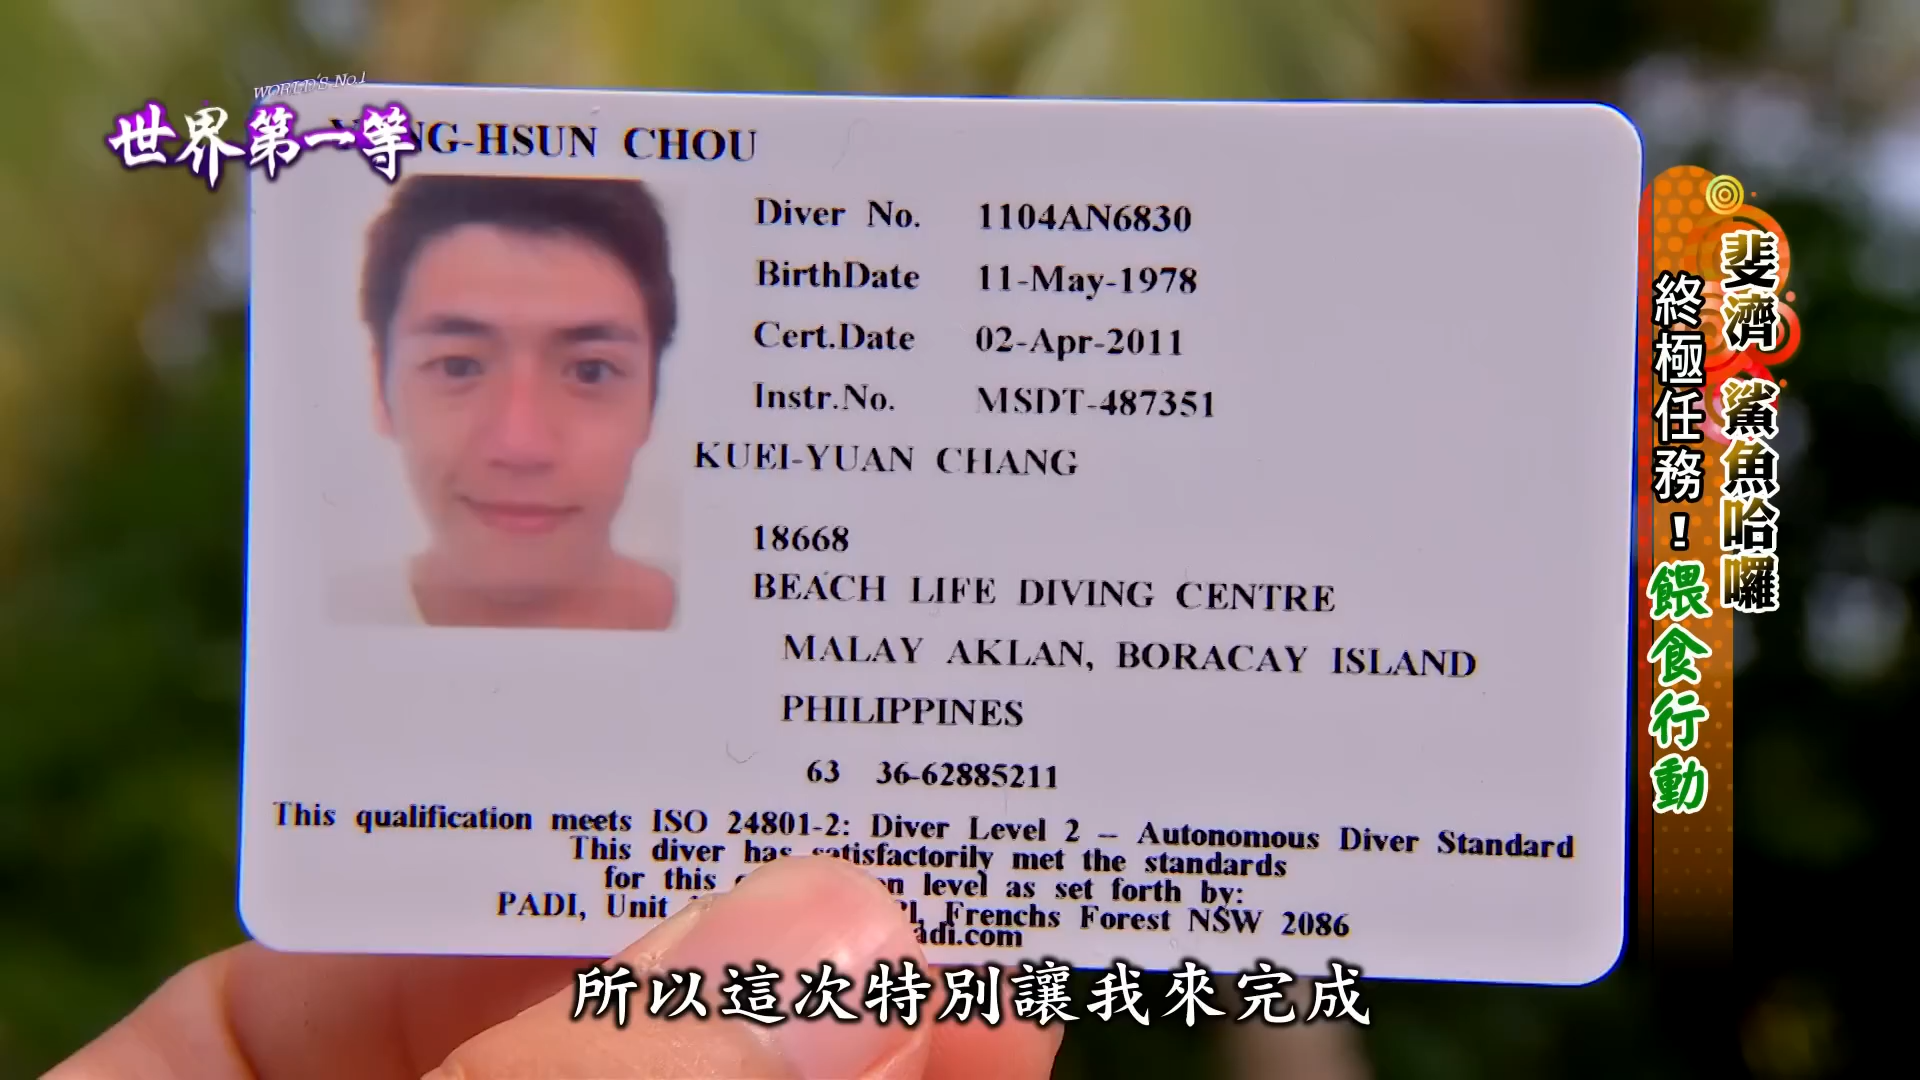 WORLD'S No.1
世界第一等
NG-HSUN CHOU
Diver No. 1104AN6830
BirthDate 11-May-1978
Cert.Date 02-Apr-2011
Instr.No. MSDT-487351
KUEI-YUAN CHANG
18668
BEACH LIFE DIVING CENTRE
MALAY AKLAN, BORACAY ISLAND
PHILIPPINES
63 36-62885211
This qualification meets ISO 24801-2: Diver Level 2 – Autonomous Diver Standard
This diver has satisfactorily met the standards
for this level as set forth by:
PADI, Unit Frenchs Forest NSW 2086
adi.com
斐濟 鯊魚哈囉
終極任務！餵食行動
所以這次特別讓我來完成